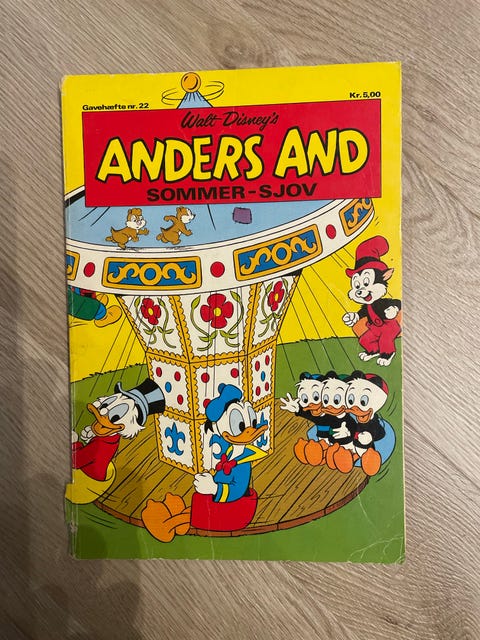 Gavehæfte nr. 22
Kr. 5,00
Walt Disney's
ANDERS AND
SOMMER-SJOV